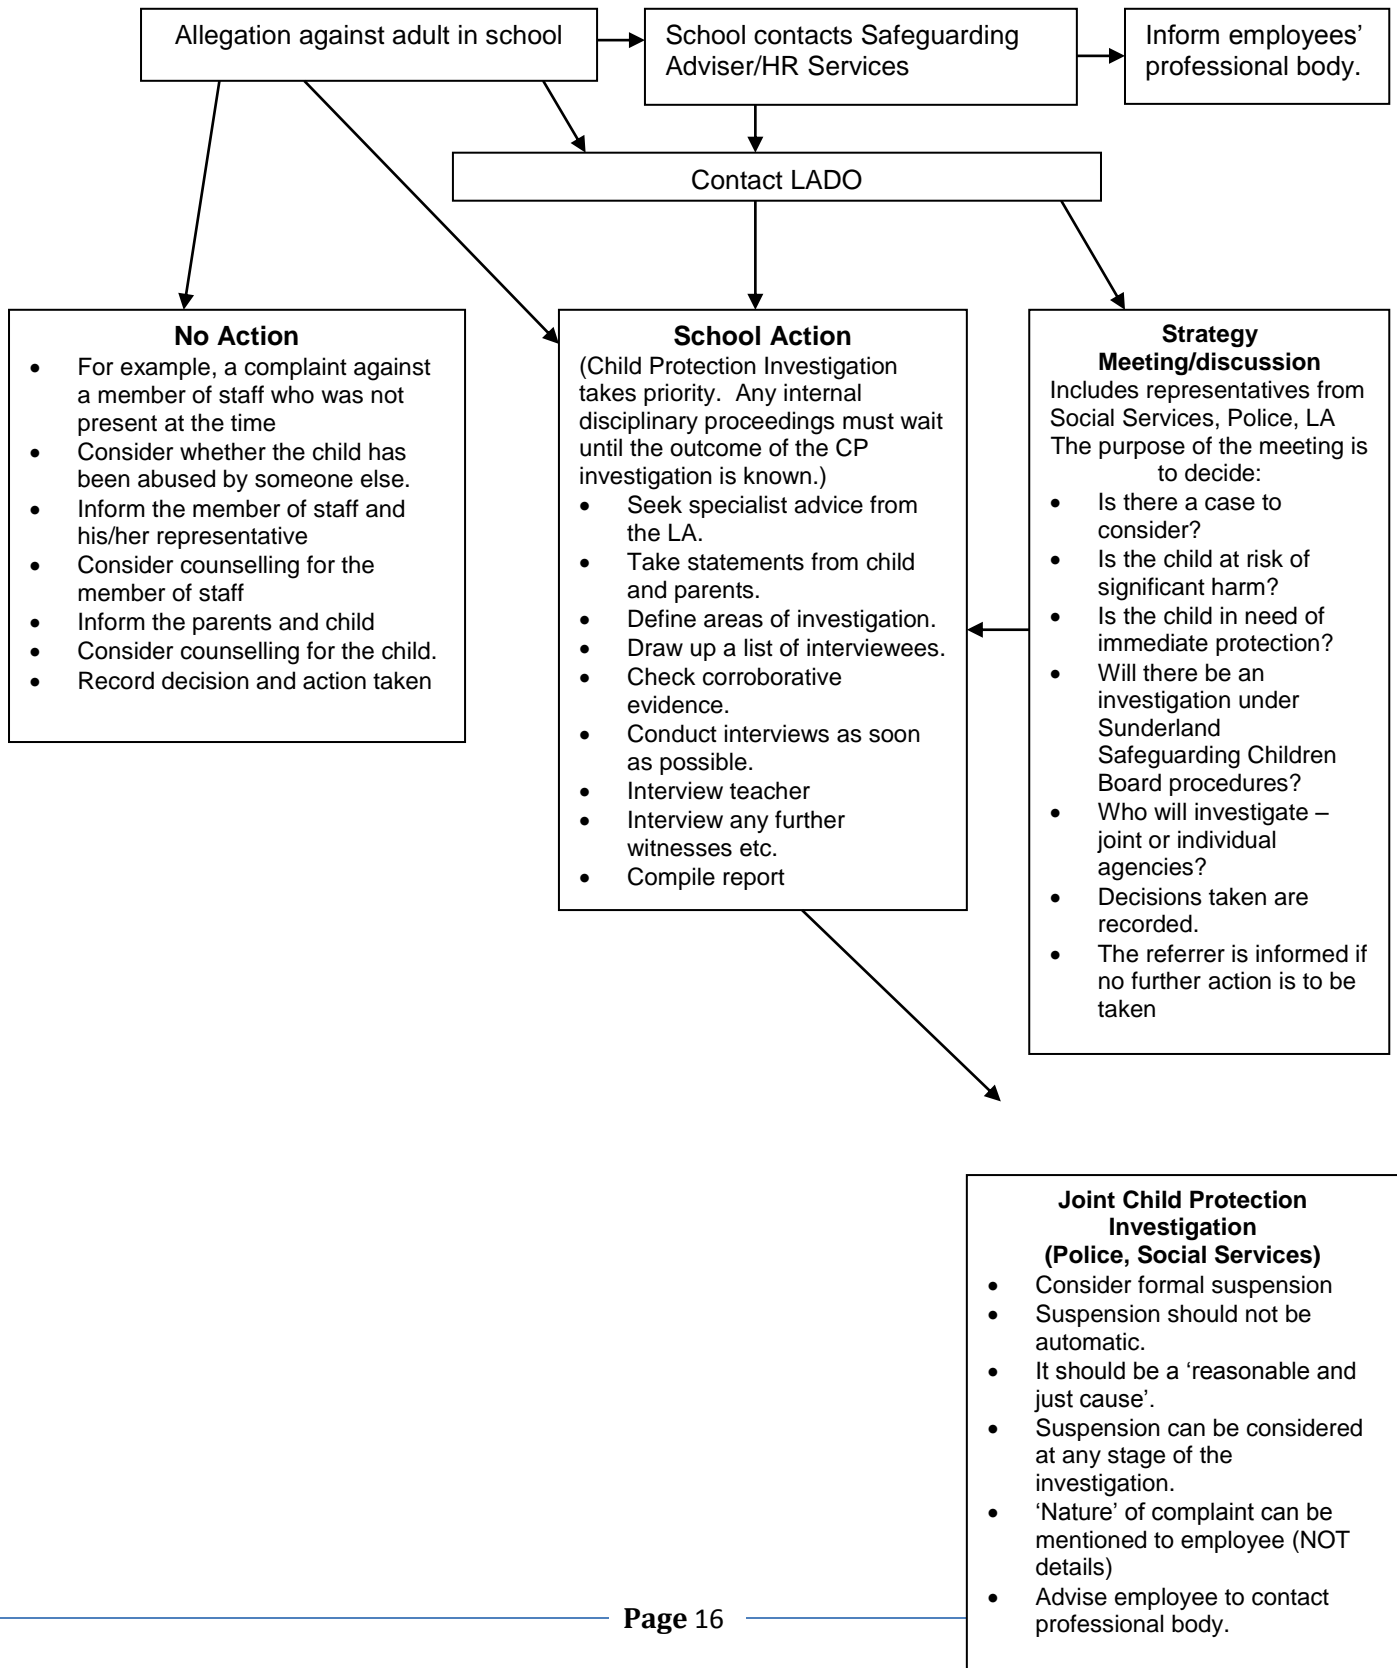 Allegation against adult in school
School contacts Safeguarding
Adviser/HR Services
Inform employees’
professional body.
Contact LADO
No Action
• For example, a complaint against
a member of staff who was not
present at the time
• Consider whether the child has
been abused by someone else.
• Inform the member of staff and
his/her representative
• Consider counselling for the
member of staff
• Inform the parents and child
• Consider counselling for the child.
• Record decision and action taken
School Action
(Child Protection Investigation
takes priority.  Any internal
disciplinary proceedings must wait
until the outcome of the CP
investigation is known.)
• Seek specialist advice from
the LA.
• Take statements from child
and parents.
• Define areas of investigation.
• Draw up a list of interviewees.
• Check corroborative
evidence.
• Conduct interviews as soon
as possible.
• Interview teacher
• Interview any further
witnesses etc.
• Compile report
Strategy
Meeting/discussion
Includes representatives from
Social Services, Police, LA
The purpose of the meeting is
to decide:
• Is there a case to
consider?
• Is the child at risk of
significant harm?
• Is the child in need of
immediate protection?
• Will there be an
investigation under
Sunderland
Safeguarding Children
Board procedures?
• Who will investigate –
joint or individual
agencies?
• Decisions taken are
recorded.
• The referrer is informed if
no further action is to be
taken
Joint Child Protection
Investigation
(Police, Social Services)
• Consider formal suspension
• Suspension should not be
automatic.
• It should be a ‘reasonable and
just cause’.
• Suspension can be considered
at any stage of the
investigation.
• ‘Nature’ of complaint can be
mentioned to employee (NOT
details)
• Advise employee to contact
professional body.
Page 16